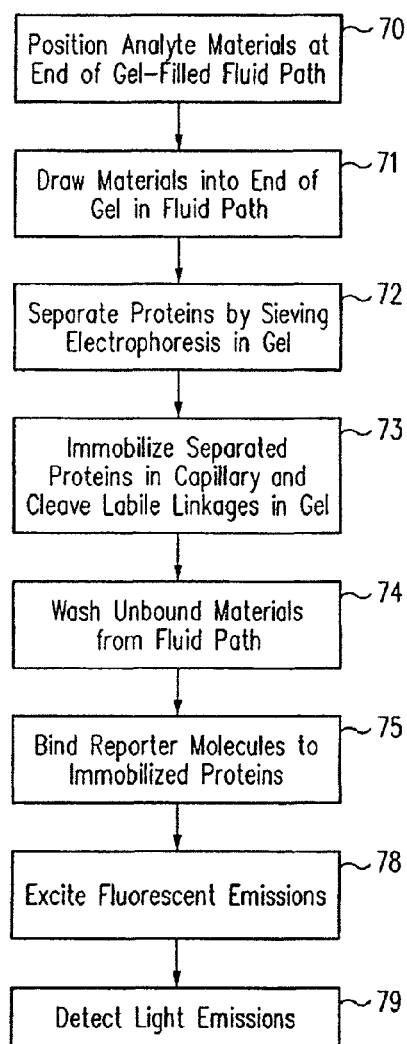 Position Analyte Materials at
End of Gel-Filled Fluid Path
70
Draw Materials into End of
Gel in Fluid Path
71
Separate Proteins by Sieving
Electrophoresis in Gel
72
Immobilize Separated
Proteins in Capillary and
Cleave Labile Linkages in Gel
73
Wash Unbound Materials
from Fluid Path
74
Bind Reporter Molecules to
Immobilized Proteins
75
Excite Fluorescent Emissions
78
Detect Light Emissions
79